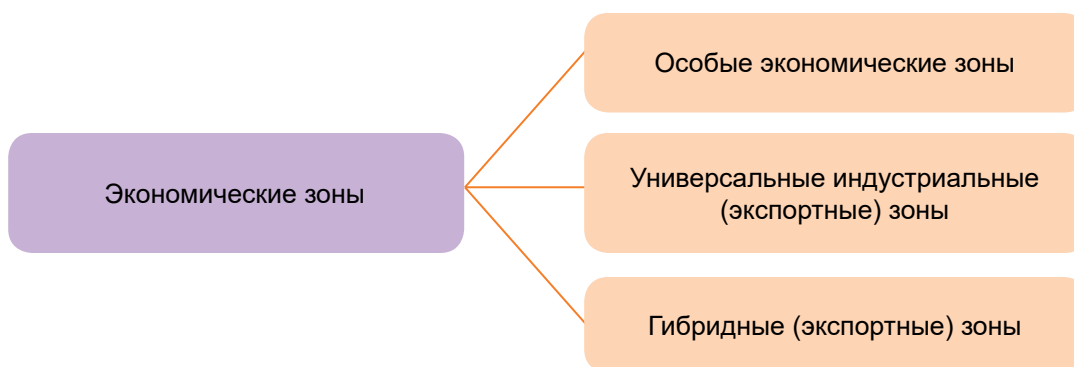 Экономические зоны
Особые экономические зоны
Универсальные индустриальные
(экспортные) зоны
Гибридные (экспортные) зоны